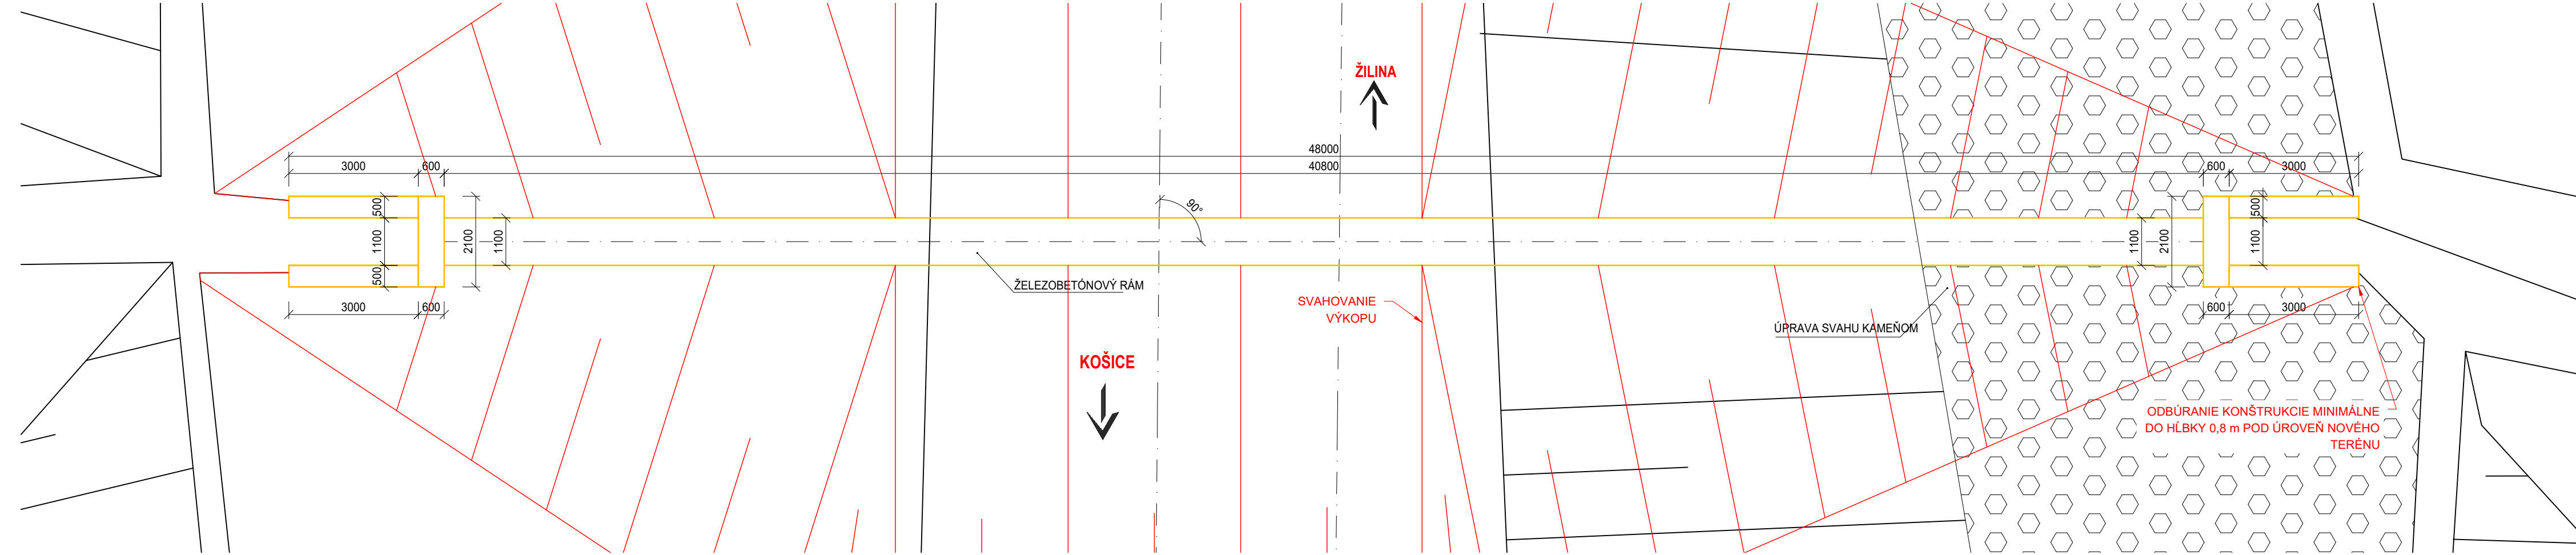 ŽILINA
48000
3000
600
40800
600
3000
500
1100
500
2100
1100
90°
1100
2100
500
1100
ŽELEZOBETÓNOVÝ RÁM
SVAHOVANIE
VÝKOPU
3000
600
600
3000
ÚPRAVA SVAHU KAMEŇOM
KOŠICE
ODBÚRANIE KONŠTRUKCIE MINIMÁLNE
DO HĹBKY 0,8 m POD ÚROVEŇ NOVÉHO
TERÉNU